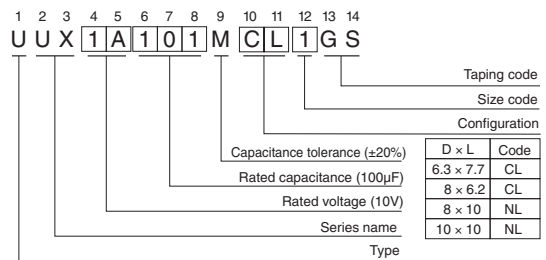 1 2 3 4 5 6 7 8 9 10 11 12 13 14
U U X 1 A 1 0 1 M C L 1 G S
Taping code
Size code
Configuration
Capacitance tolerance (±20%)
Rated capacitance (100μF)
Rated voltage (10V)
Series name
Type
D × L Code
6.3 × 7.7 CL
8 × 6.2 CL
8 × 10 NL
10 × 10 NL